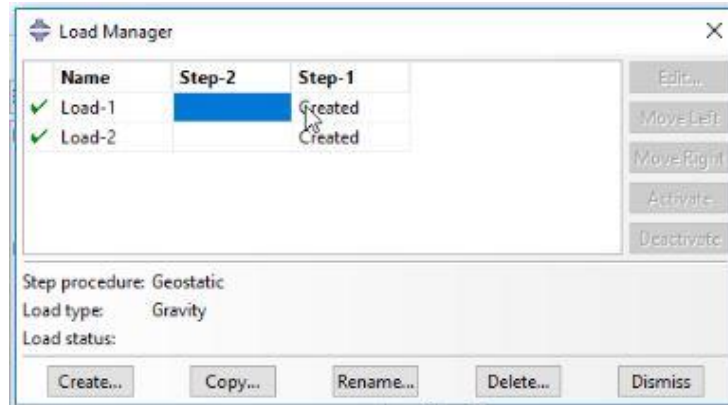 Load Manager
Name Step-2 Step-1
Load-1 Created
Load-2 Created
Edit...
Move Left
Move Right
Activate
Deactivate
Step procedure: Geostatic
Load type: Gravity
Load status:
Create... Copy... Rename... Delete... Dismiss